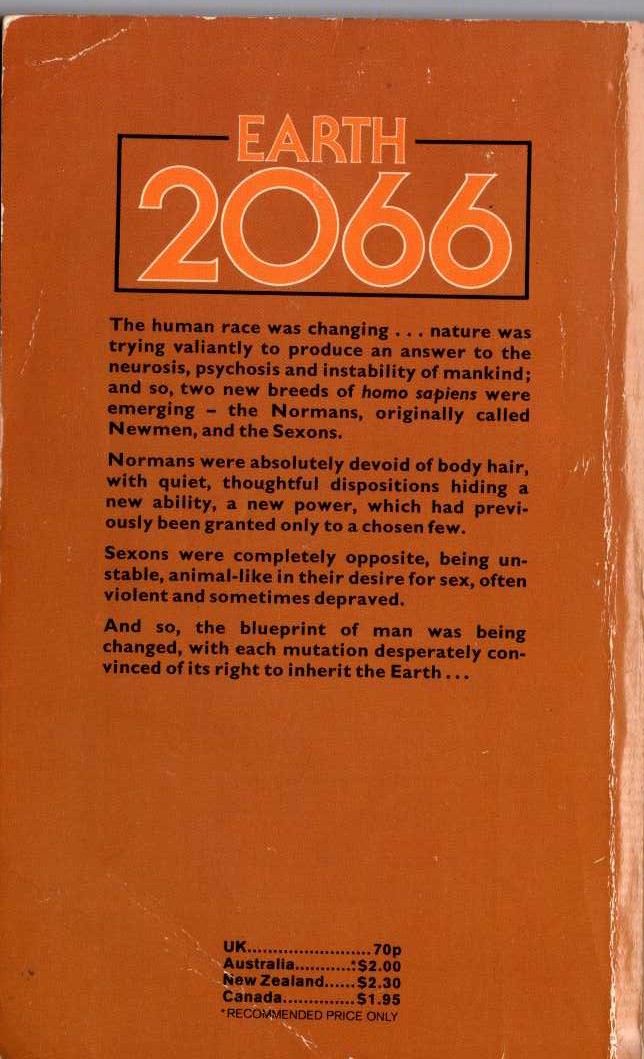 EARTH
2066
The human race was changing . . . nature was
trying valiantly to produce an answer to the
neurosis, psychosis and instability of mankind;
and so, two new breeds of homo sapiens were
emerging – the Normans, originally called
Newmen, and the Sexons.
Normans were absolutely devoid of body hair,
with quiet, thoughtful dispositions hiding a
new ability, a new power, which had previ-
ously been granted only to a chosen few.
Sexons were completely opposite, being un-
stable, animal-like in their desire for sex, often
violent and sometimes depraved.
And so, the blueprint of man was being
changed, with each mutation desperately con-
vinced of its right to inherit the Earth . . .
UK........................70p
Australia...........*$2.00
New Zealand......$2.30
Canada..............$1.95
*RECOMMENDED PRICE ONLY